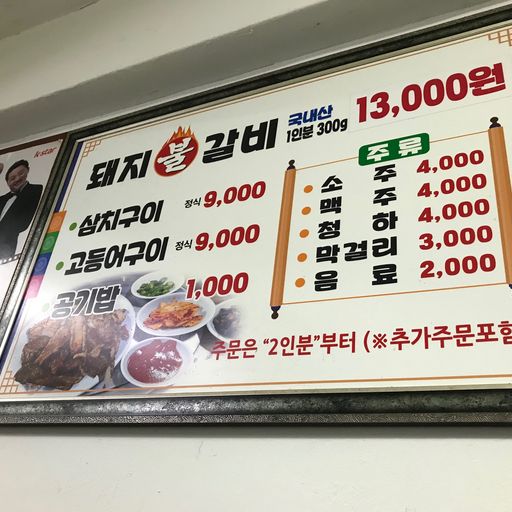 k-star
돼지불갈비 국내산 1인분 300g 13,000원
삼치구이 정식 9,000
고등어구이 정식 9,000
공기밥 1,000
주류
소주 4,000
맥주 4,000
청하 4,000
막걸리 3,000
음료 2,000
주문은 "2인분"부터 (※추가주문포함